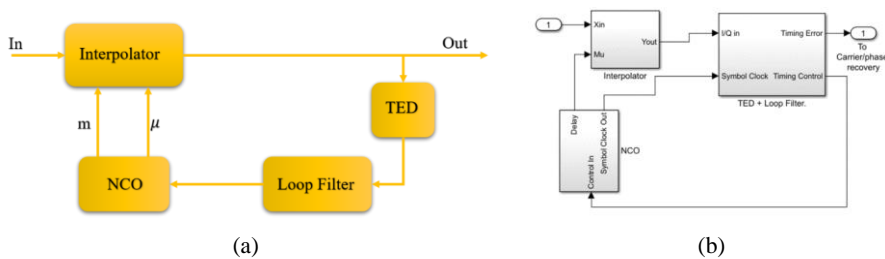 In
Interpolator
Out
m
μ
TED
NCO
Loop Filter
(a)
1
Xin
Mu
Yout
Interpolator
I/Q in
Timing Error
Symbol Clock
Timing Control
TED + Loop Filter.
1
To
Carrier/phase
recovery
Delay
Symbol Clock Out
Control In
NCO
(b)